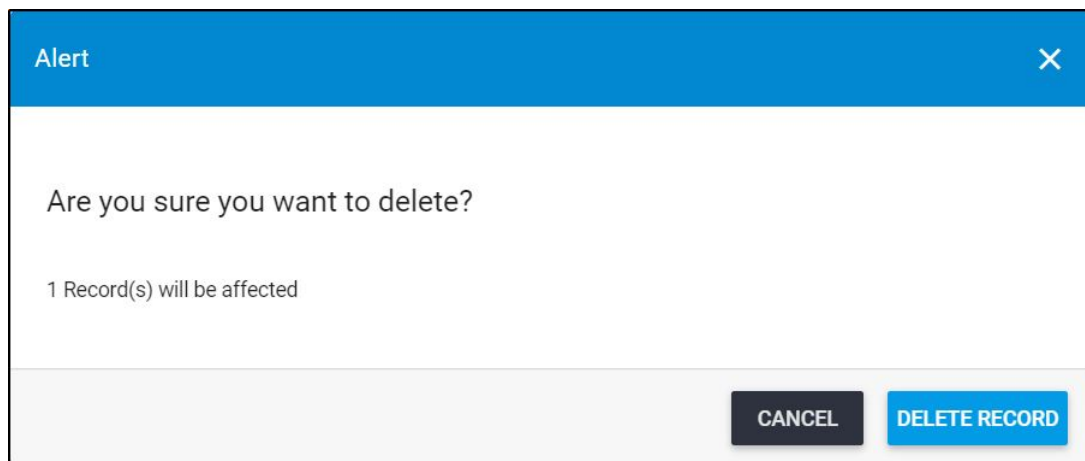 Alert
Are you sure you want to delete?
1 Record(s) will be affected
CANCEL DELETE RECORD